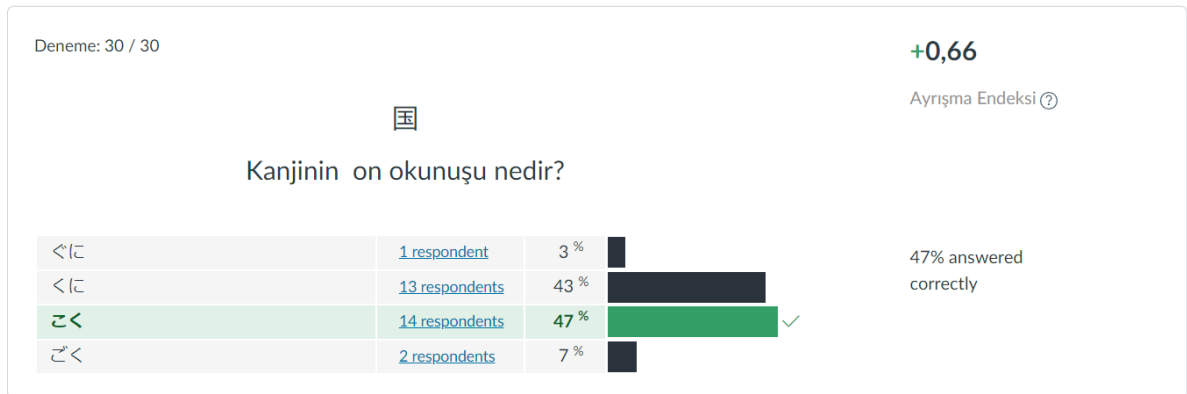 Deneme: 30 / 30
+0,66
Ayrışma Endeksi ?
国
Kanjinin on okunuşu nedir?
ぐに 1 respondent 3 %
くに 13 respondents 43 %
こく 14 respondents 47 %
ごく 2 respondents 7 %
47% answered
correctly